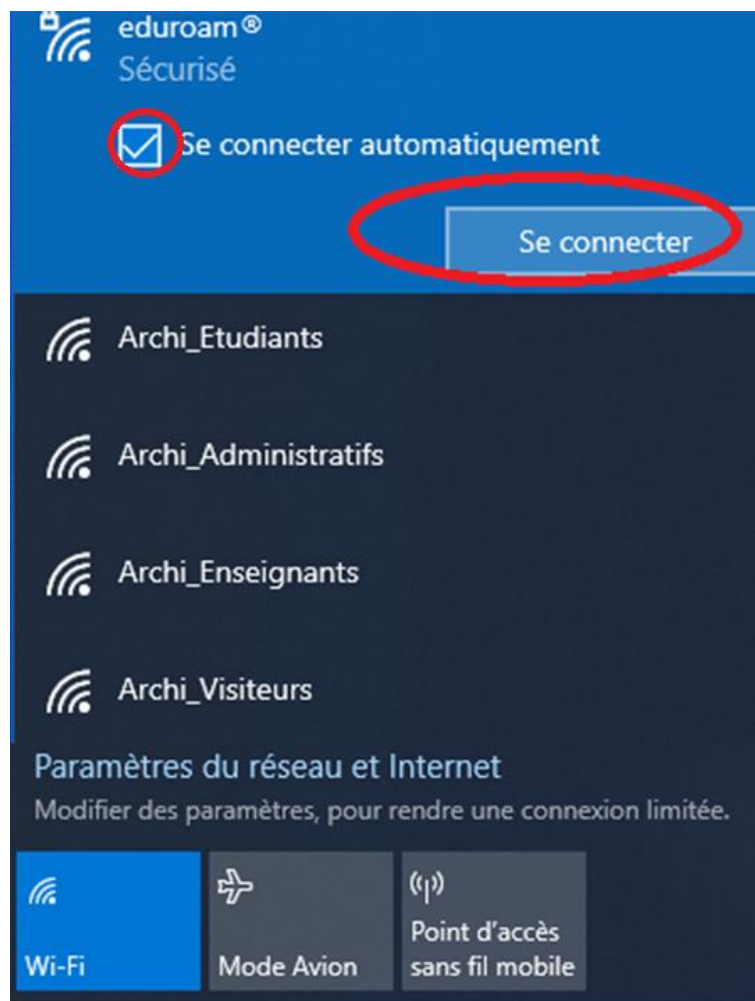 eduroam®
Sécurisé
Se connecter automatiquement
Se connecter
Archi_Etudiants
Archi_Administratifs
Archi_Enseignants
Archi_Visiteurs
Paramètres du réseau et Internet
Modifier des paramètres, pour rendre une connexion limitée.
Wi-Fi
Mode Avion
Point d'accès
sans fil mobile